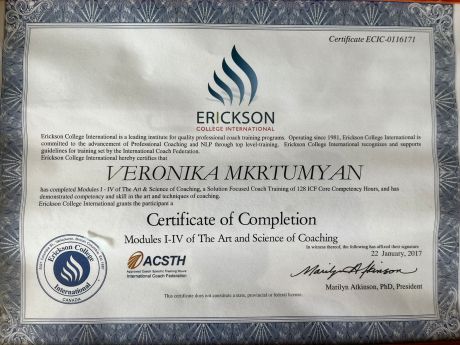 Certificate ECIC-0116171
ERICKSON
COLLEGE INTERNATIONAL
Erickson College International is a leading institute for quality professional coach training programs. Operating since 1981, Erickson College International is
committed to the advancement of Professional Coaching and NLP through top level-training. Erickson College International recognizes and supports
guidelines for training set by the International Coach Federation.
Erickson College International hereby certifies that
VERONIKA MKRTUMYAN
has completed Modules I - IV of The Art & Science of Coaching, a Solution Focused Coach Training of 128 ICF Core Competency Hours, and has
demonstrated competency and skill in the art and techniques of coaching.
Erickson College International grants the participant a
Certificate of Completion
Modules I-IV of The Art and Science of Coaching
In witness thereof, the following has affixed their signature
22 January, 2017
Erickson College
International
CANADA
ACSTH
Approved Coach Specific Training Hours
International Coach Federation
Marilyn Atkinson
Marilyn Atkinson, PhD, President
This certificate does not constitute a state, provincial or federal license.